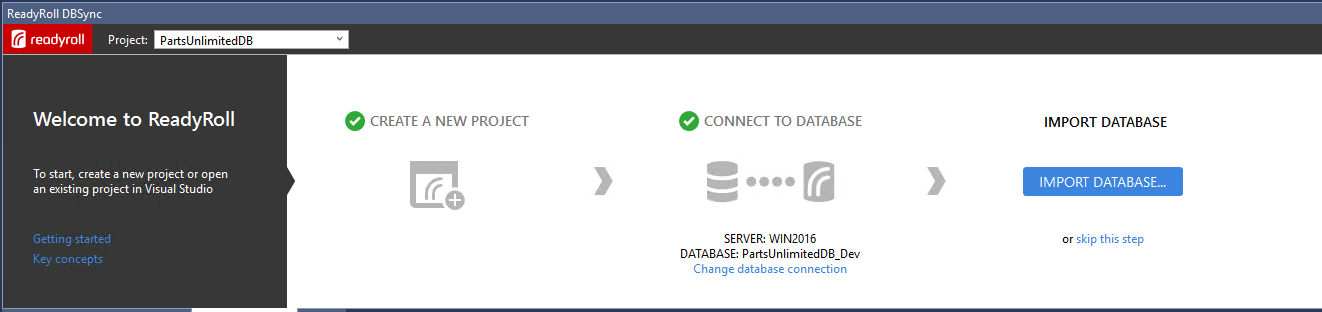 ReadyRoll DBSync
readyroll
Project:
PartsUnlimitedDB
Welcome to ReadyRoll
To start, create a new project or open
an existing project in Visual Studio
Getting started
Key concepts
CREATE A NEW PROJECT
CONNECT TO DATABASE
SERVER: WIN2016
DATABASE: PartsUnlimitedDB_Dev
Change database connection
IMPORT DATABASE
IMPORT DATABASE...
or skip this step